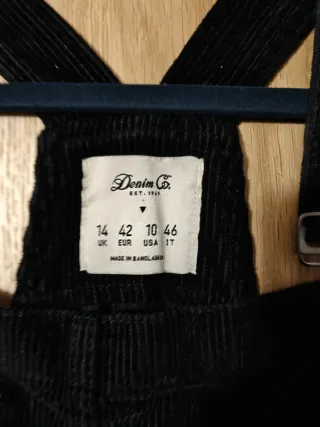 Denim Co.
EST. 1969
14 42 10 46
UK EUR USA IT
MADE IN BANGLADESH